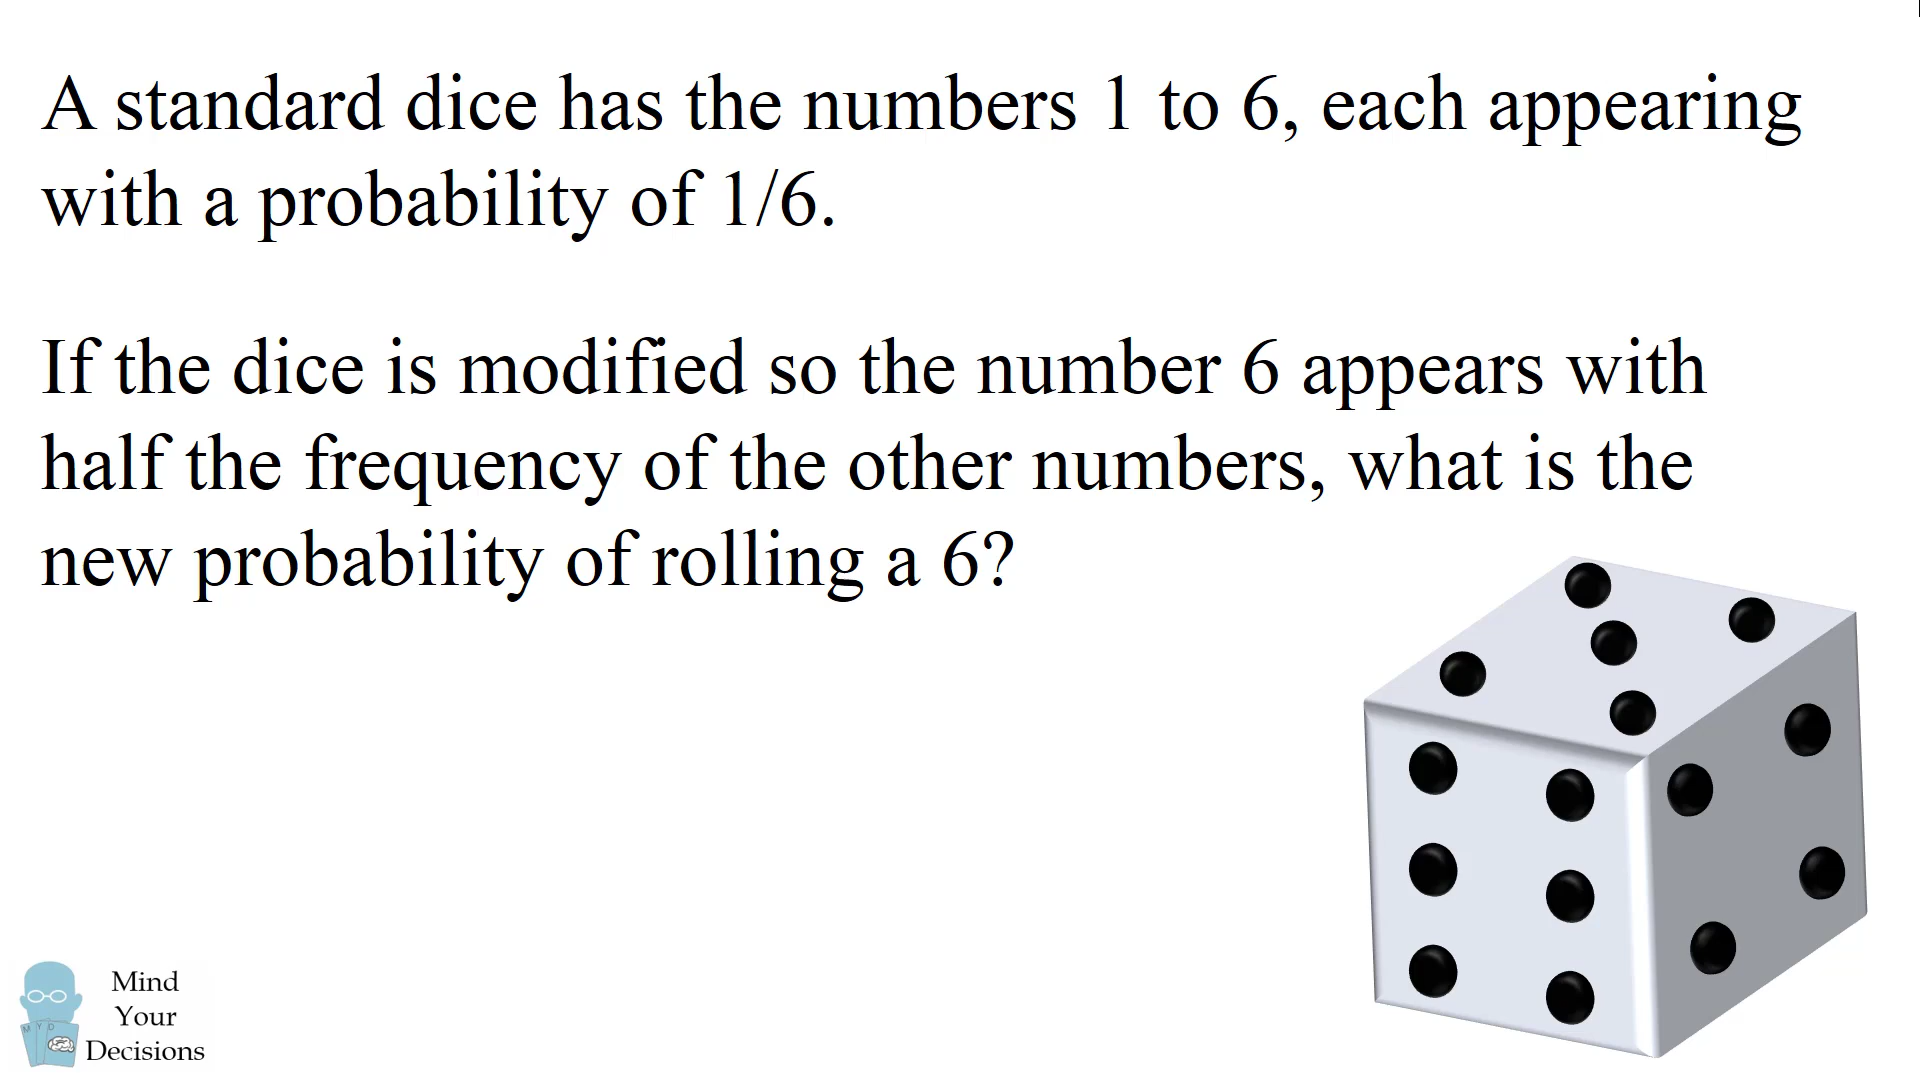 A standard dice has the numbers 1 to 6, each appearing
with a probability of 1/6.
If the dice is modified so the number 6 appears with
half the frequency of the other numbers, what is the
new probability of rolling a 6?
M Y D
Mind
Your
Decisions